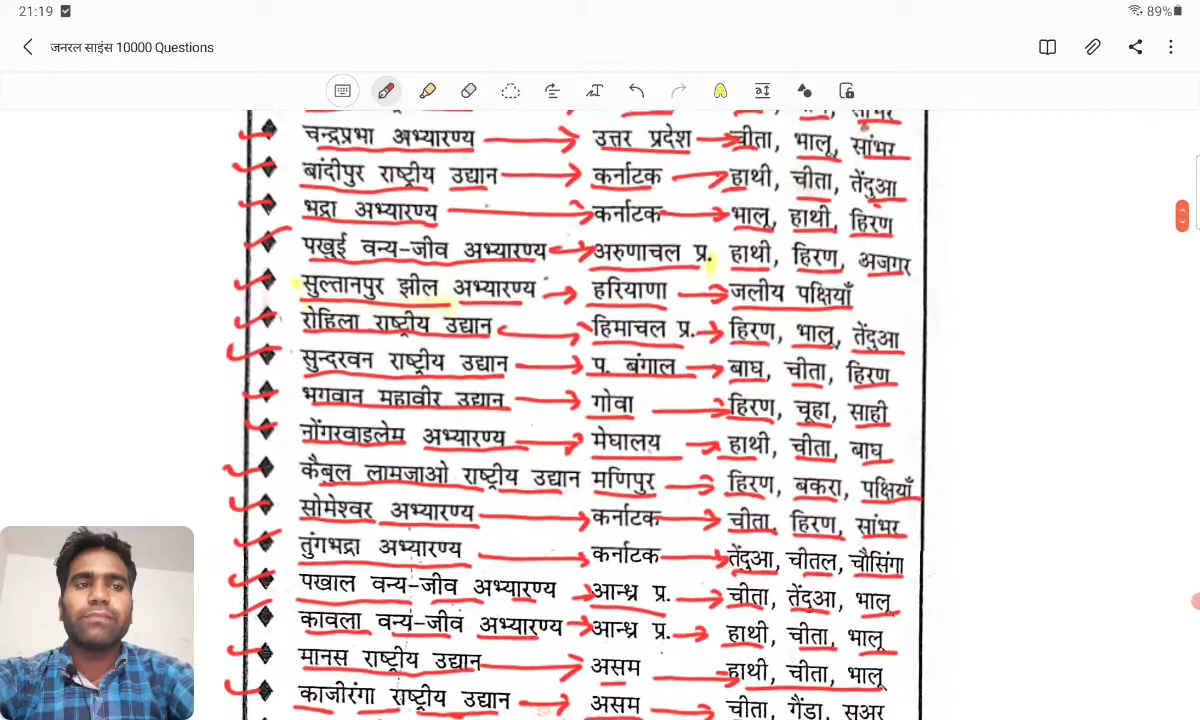 21:19 89%
जनरल साइंस 10000 Questions
चन्द्रप्रभा अभ्यारण्य उत्तर प्रदेश चीता, भालू, सांभर
बांदीपुर राष्ट्रीय उद्यान कर्नाटक हाथी, चीता, तेंदुआ
भद्रा अभ्यारण्य कर्नाटक भालू, हाथी, हिरण
पखुई वन्य-जीव अभ्यारण्य अरुणाचल प्र. हाथी, हिरण, अजगर
सुल्तानपुर झील अभ्यारण्य हरियाणा जलीय पक्षियाँ
रोहिला राष्ट्रीय उद्यान हिमाचल प्र. हिरण, भालू, तेंदुआ
सुन्दरवन राष्ट्रीय उद्यान प. बंगाल बाघ, चीता, हिरण
भगवान महावीर उद्यान गोवा हिरण, चूहा, साही
नोंगरवाइलेम अभ्यारण्य मेघालय हाथी, चीता, बाघ
कैबुल लामजाओ राष्ट्रीय उद्यान मणिपुर हिरण, बकरा, पक्षियाँ
सोमेश्वर अभ्यारण्य कर्नाटक चीता, हिरण, सांभर
तुंगभद्रा अभ्यारण्य कर्नाटक तेंदुआ, चीतल, चौसिंगा
पखाल वन्य-जीव अभ्यारण्य आन्ध्र प्र. चीता, तेंदुआ, भालू
कावला वन्य-जीव अभ्यारण्य आन्ध्र प्र. हाथी, चीता, भालू
मानस राष्ट्रीय उद्यान असम हाथी, चीता, भालू
काजीरंगा राष्ट्रीय उद्यान असम चीता, गैंडा, सूअर